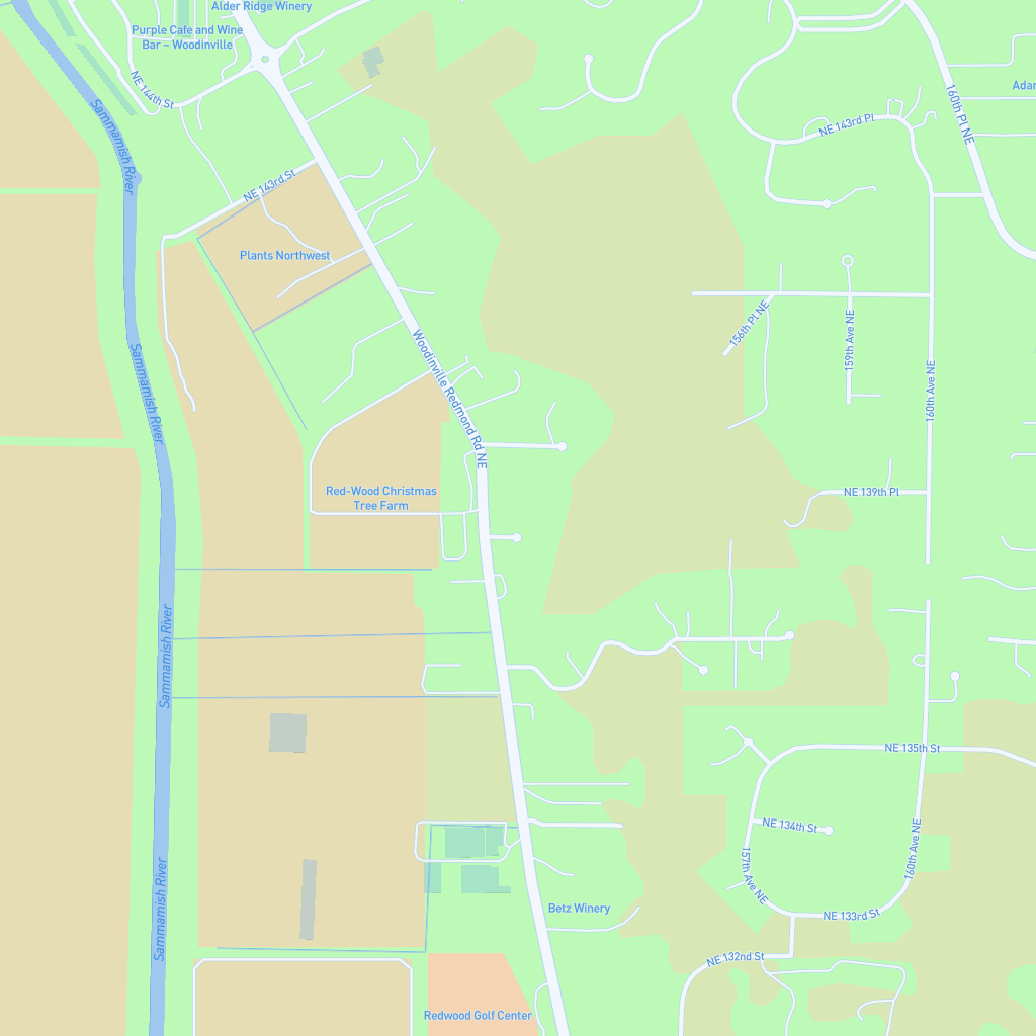 Alder Ridge Winery
Purple Cafe and Wine
Bar – Woodinville
NE 144th St
Adar
160th Pl NE
NE 143rd Pl
Sammamish River
NE 143rd St
Plants Northwest
156th Pl NE
159th Ave NE
Woodinville Redmond Rd NE
Sammamish River
160th Ave NE
Red-Wood Christmas
Tree Farm
NE 139th Pl
Sammamish River
NE 135th St
NE 134th St
157th Ave NE
160th Ave NE
Sammamish River
Betz Winery
NE 133rd St
NE 132nd St
Redwood Golf Center